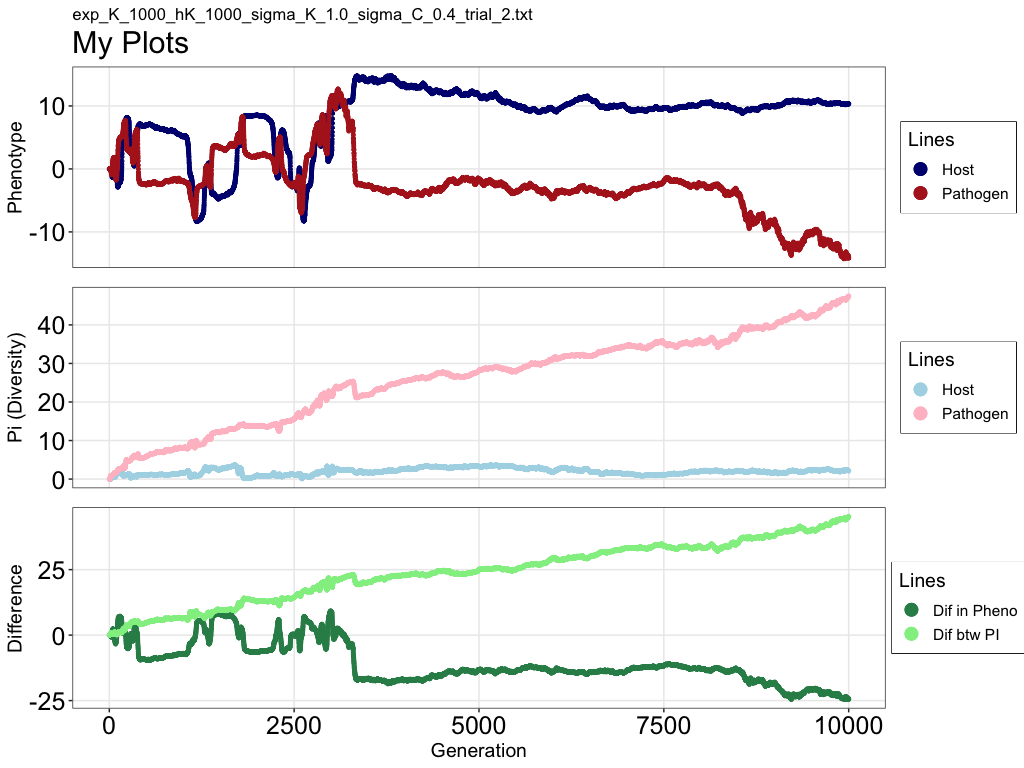 exp_K_1000_hK_1000_sigma_K_1.0_sigma_C_0.4_trial_2.txt
My Plots
Phenotype
10
0
-10
Lines
Host
Pathogen
Pi (Diversity)
40
30
20
10
0
Lines
Host
Pathogen
Difference
25
0
-25
Lines
Dif in Pheno
Dif btw PI
0 2500 5000 7500 10000
Generation